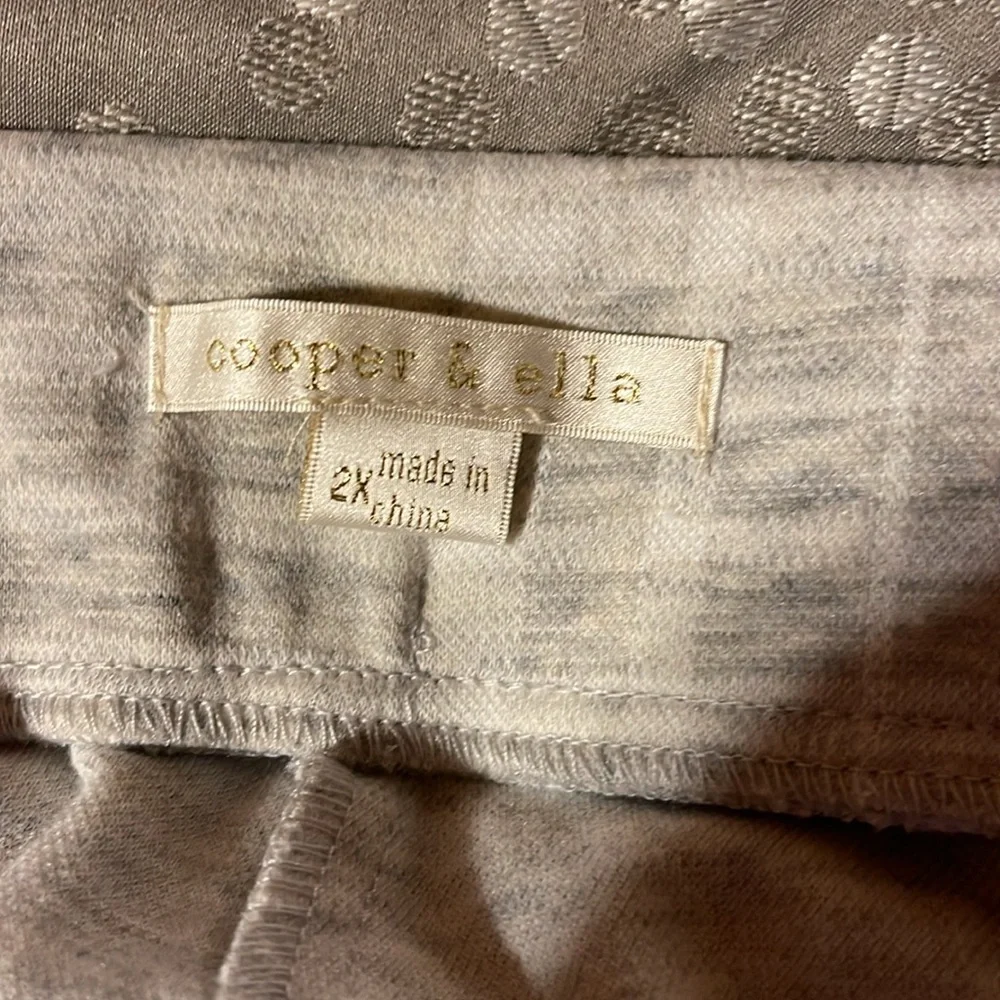 cooper & ella
2X made in
china